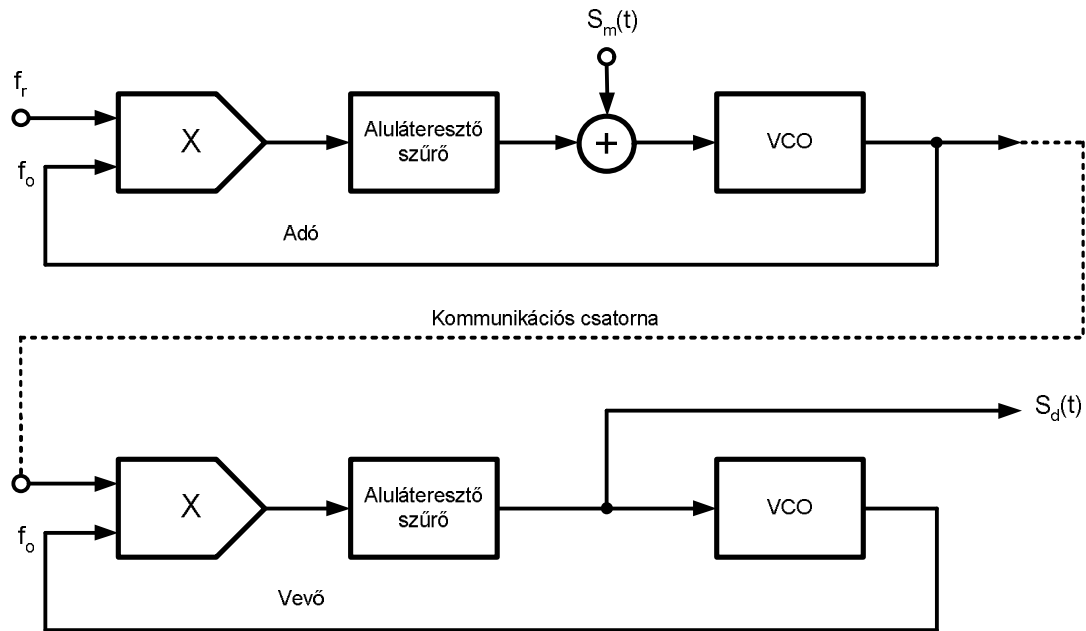 Sm(t)
fr
X
Aluláteresztő
szűrő
+
VCO
fo
Adó
Kommunikációs csatorna
Sd(t)
X
Aluláteresztő
szűrő
VCO
fo
Vevő